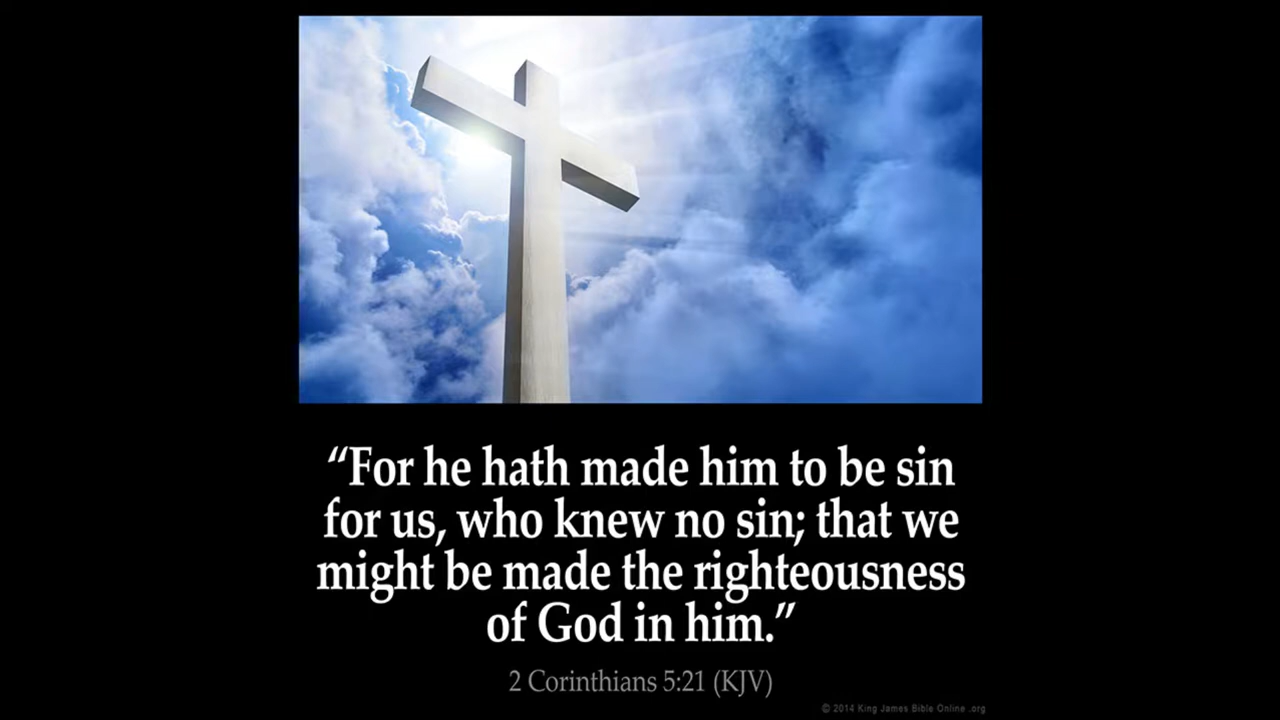 “For he hath made him to be sin
for us, who knew no sin; that we
might be made the righteousness
of God in him.”
2 Corinthians 5:21 (KJV)
© 2014 King James Bible Online .org